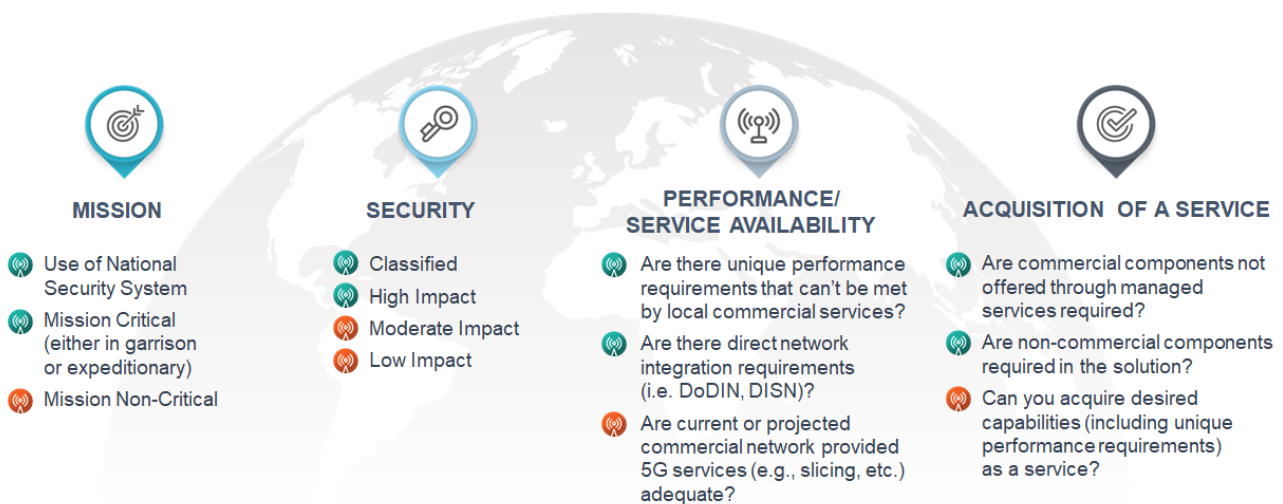 MISSION
Use of National
Security System
Mission Critical
(either in garrison
or expeditionary)
Mission Non-Critical
SECURITY
Classified
High Impact
Moderate Impact
Low Impact
PERFORMANCE/
SERVICE AVAILABILITY
Are there unique performance
requirements that can't be met
by local commercial services?
Are there direct network
integration requirements
(i.e. DoDIN, DISN)?
Are current or projected
commercial network provided
5G services (e.g., slicing, etc.)
adequate?
ACQUISITION OF A SERVICE
Are commercial components not
offered through managed
services required?
Are non-commercial components
required in the solution?
Can you acquire desired
capabilities (including unique
performance requirements)
as a service?